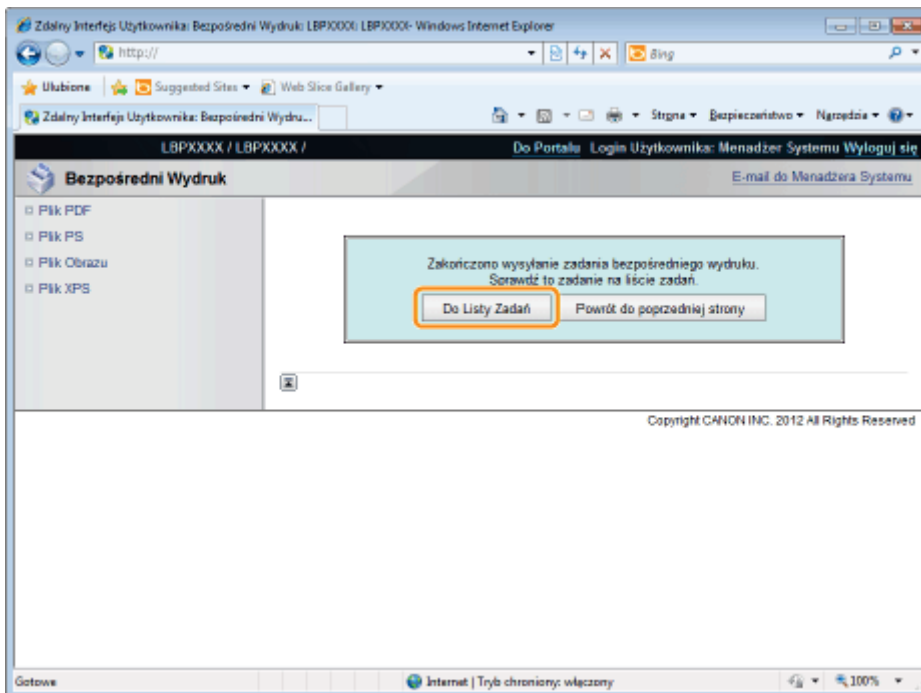 Zdalny Interfejs Użytkownika: Bezpośredni Wydruk: LBPXXXX: LBPXXXX- Windows Internet Explorer
http://
Bing
Ulubione Suggested Sites Web Slice Gallery
Zdalny Interfejs Użytkownika: Bezpośredni Wydru... Strona Bezpieczeństwo Narzędzia
LBPXXXX / LBPXXXX / Do Portalu Login Użytkownika: Menadżer Systemu Wyloguj się
Bezpośredni Wydruk E-mail do Menadżera Systemu
Plik PDF
Plik PS
Plik Obrazu
Plik XPS
Zakończono wysyłanie zadania bezpośredniego wydruku.
Sprawdź to zadanie na liście zadań.
Do Listy Zadań Powrót do poprzedniej strony
Copyright CANON INC. 2012 All Rights Reserved
Gotowe Internet | Tryb chroniony: włączony 100%